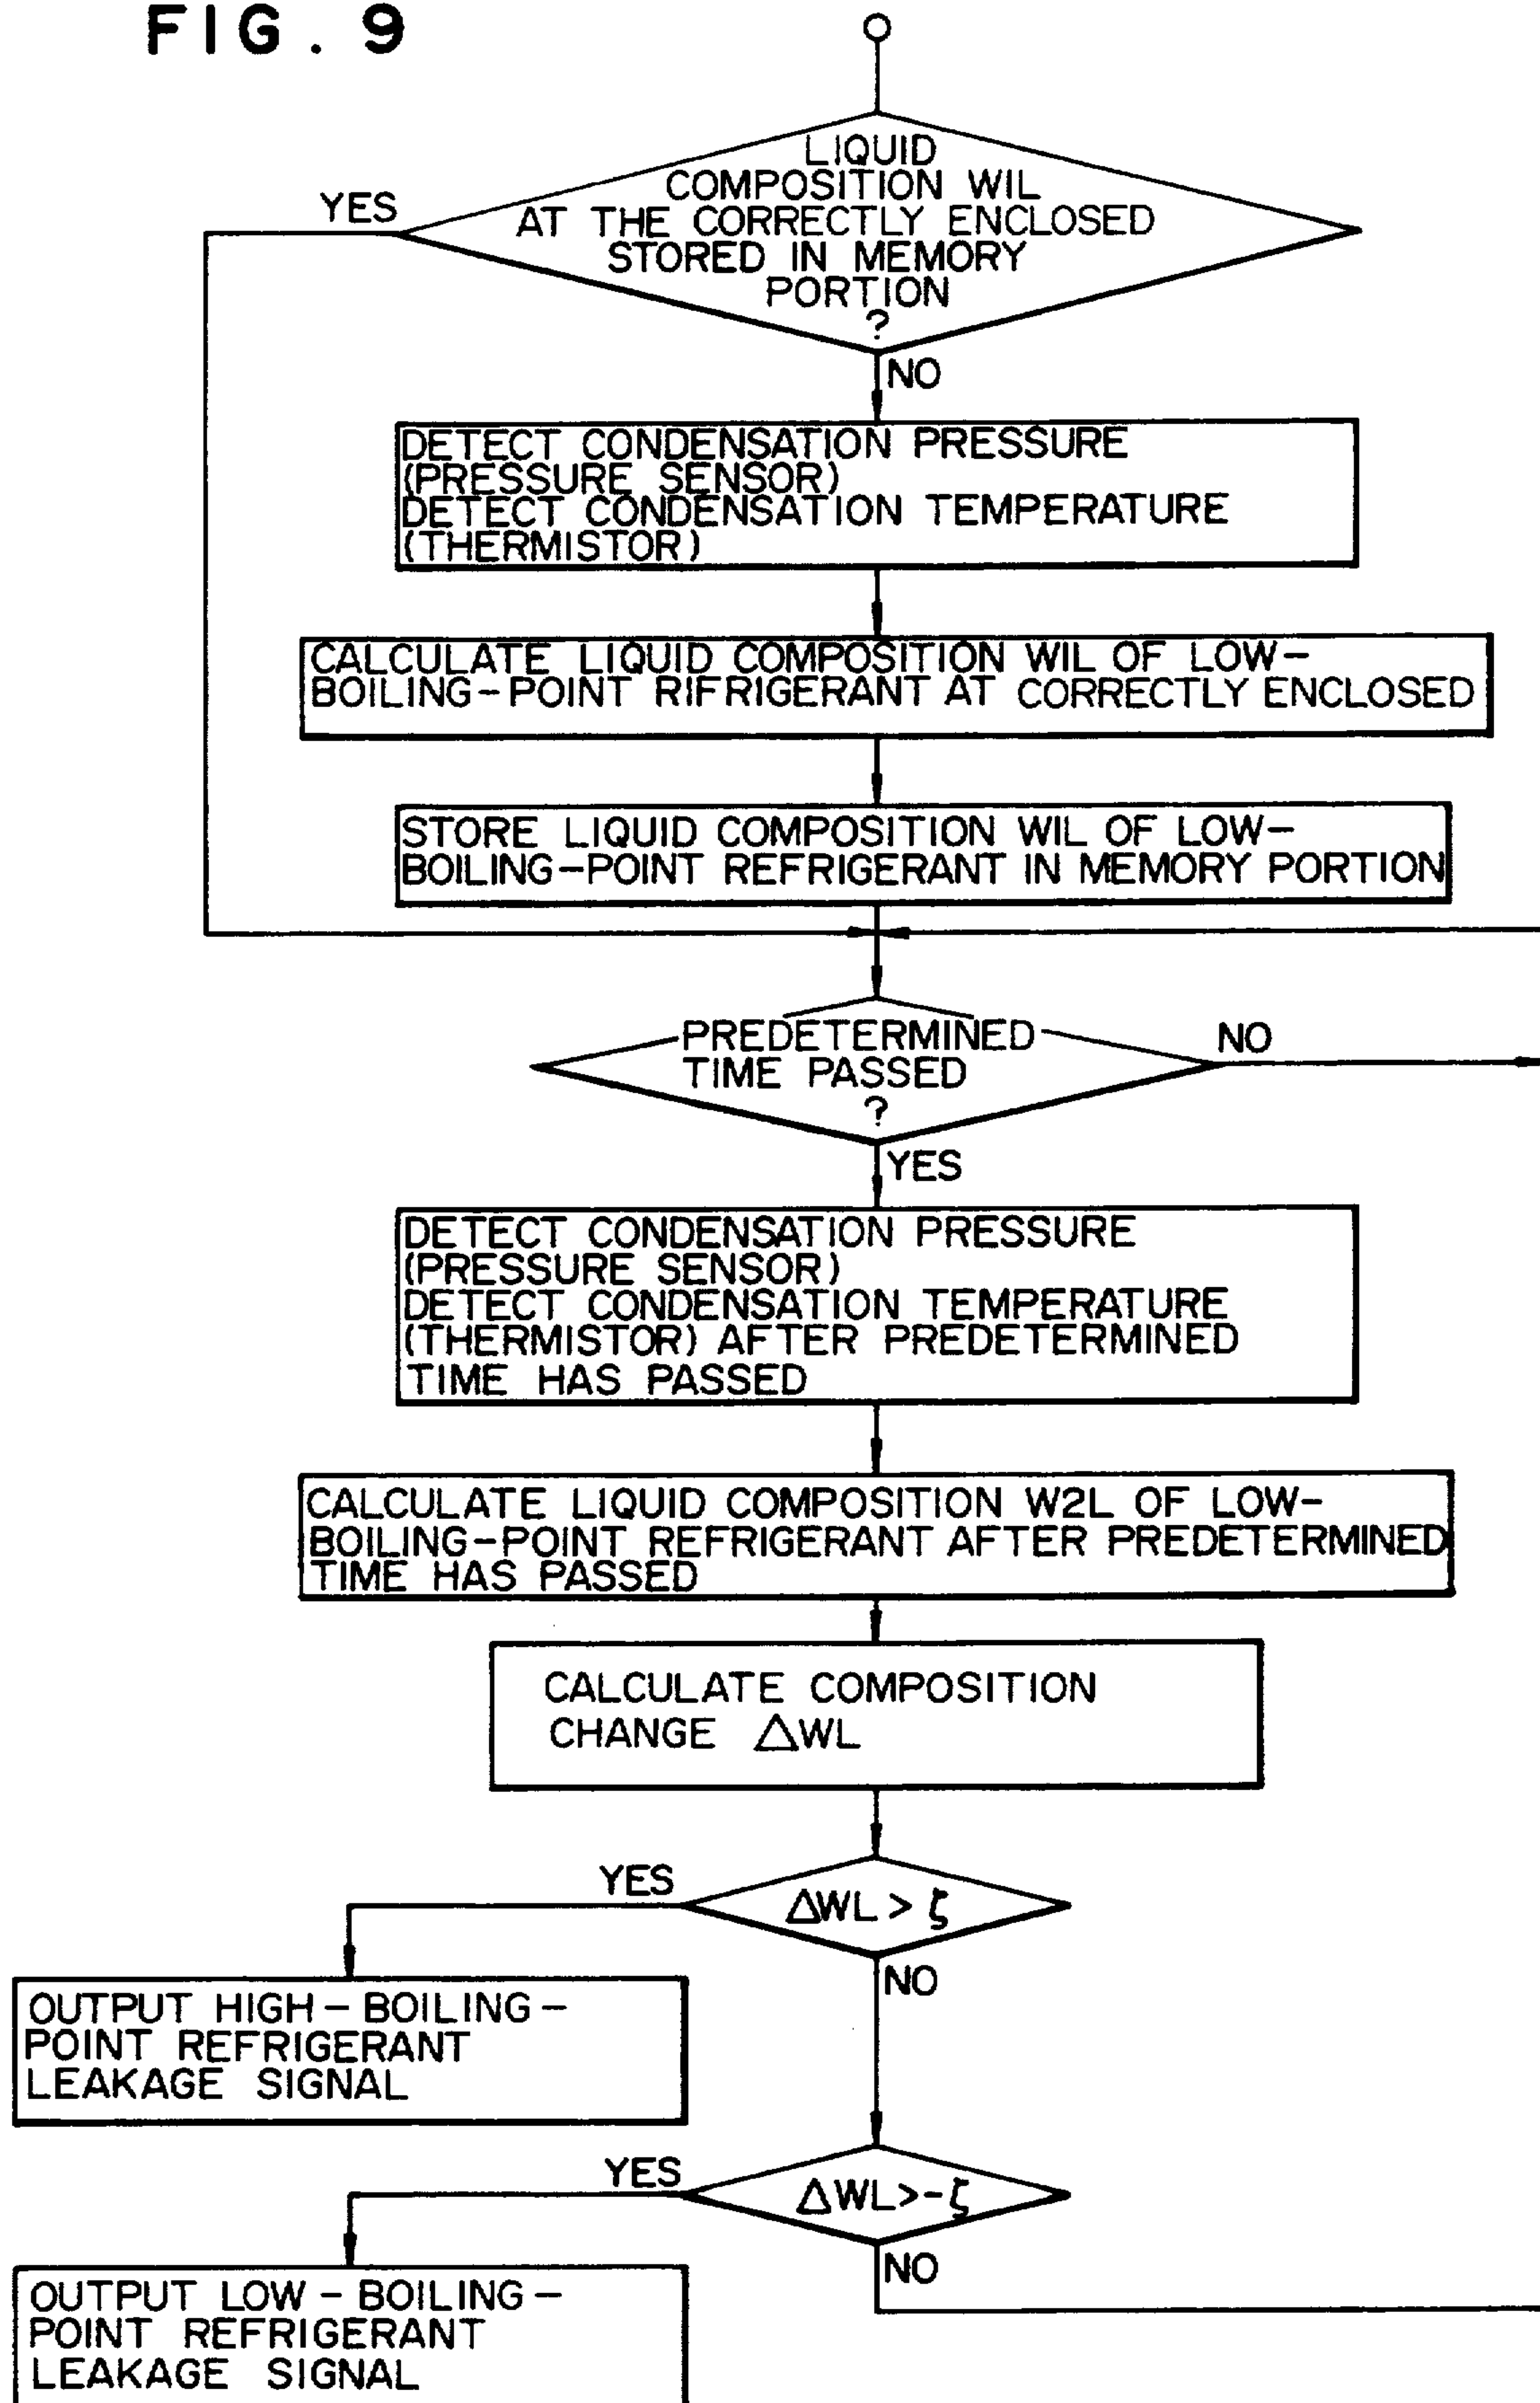 FIG. 9
LIQUID
COMPOSITION WIL
AT THE CORRECTLY ENCLOSED
STORED IN MEMORY
PORTION
?
YES
NO
DETECT CONDENSATION PRESSURE
(PRESSURE SENSOR)
DETECT CONDENSATION TEMPERATURE
(THERMISTOR)
CALCULATE LIQUID COMPOSITION WIL OF LOW-
BOILING-POINT RIFRIGERANT AT CORRECTLY ENCLOSED
STORE LIQUID COMPOSITION WIL OF LOW-
BOILING-POINT REFRIGERANT IN MEMORY PORTION
PREDETERMINED
TIME PASSED
?
NO
YES
DETECT CONDENSATION PRESSURE
(PRESSURE SENSOR)
DETECT CONDENSATION TEMPERATURE
(THERMISTOR) AFTER PREDETERMINED
TIME HAS PASSED
CALCULATE LIQUID COMPOSITION W2L OF LOW-
BOILING-POINT REFRIGERANT AFTER PREDETERMINED
TIME HAS PASSED
CALCULATE COMPOSITION
CHANGE △WL
YES
△WL > ζ
NO
OUTPUT HIGH-BOILING-
POINT REFRIGERANT
LEAKAGE SIGNAL
YES
△WL>-ζ
NO
OUTPUT LOW-BOILING-
POINT REFRIGERANT
LEAKAGE SIGNAL